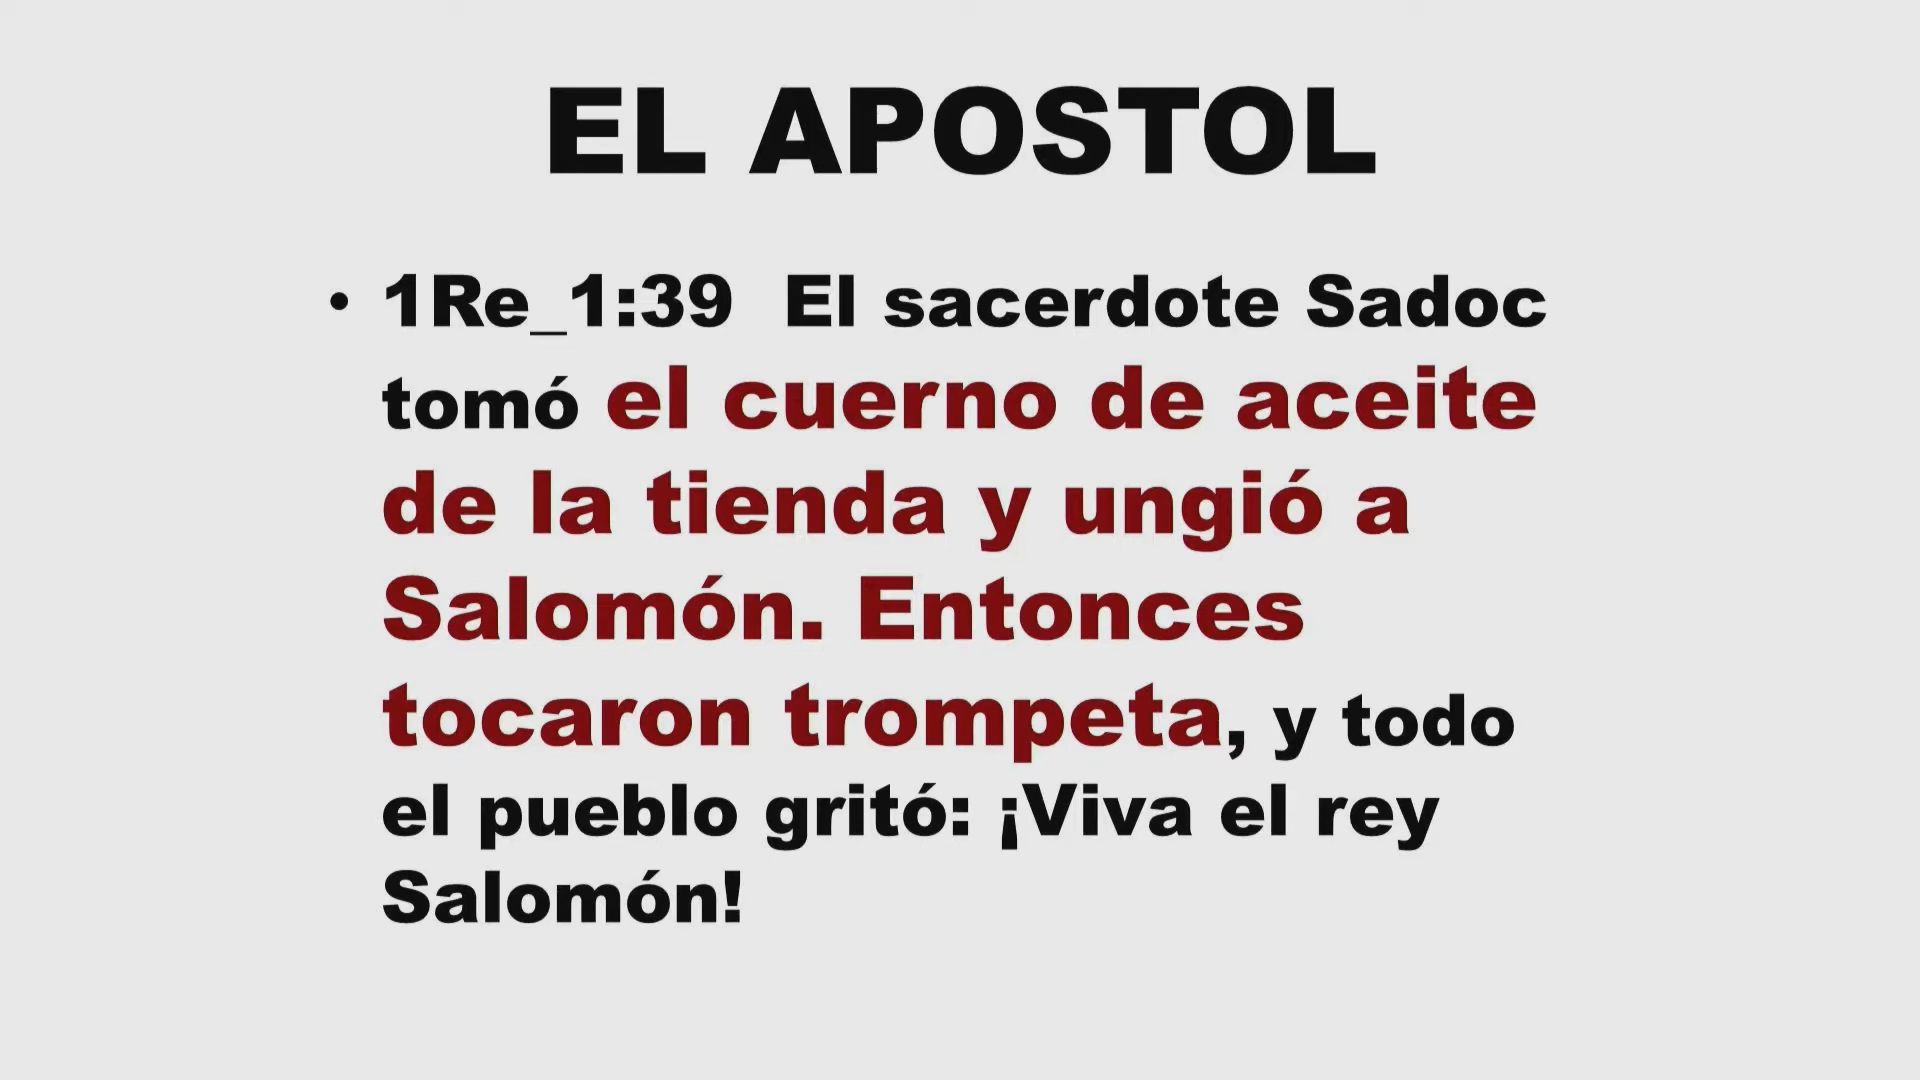 EL APOSTOL
• 1Re_1:39  El sacerdote Sadoc
tomó el cuerno de aceite
de la tienda y ungió a
Salomón. Entonces
tocaron trompeta, y todo
el pueblo gritó: ¡Viva el rey
Salomón!